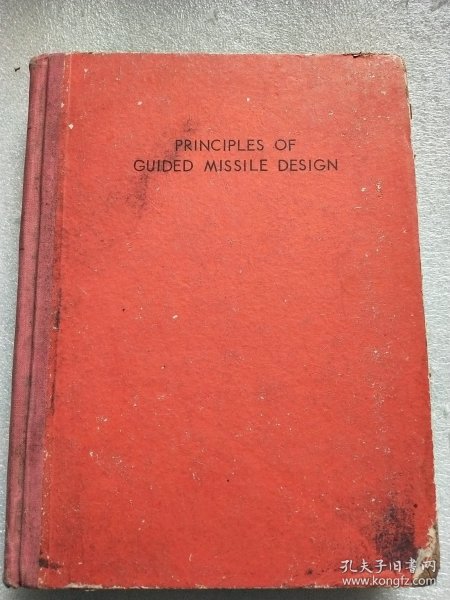 PRINCIPLES OF
GUIDED MISSILE DESIGN
孔夫子旧书网
www.kongfz.com